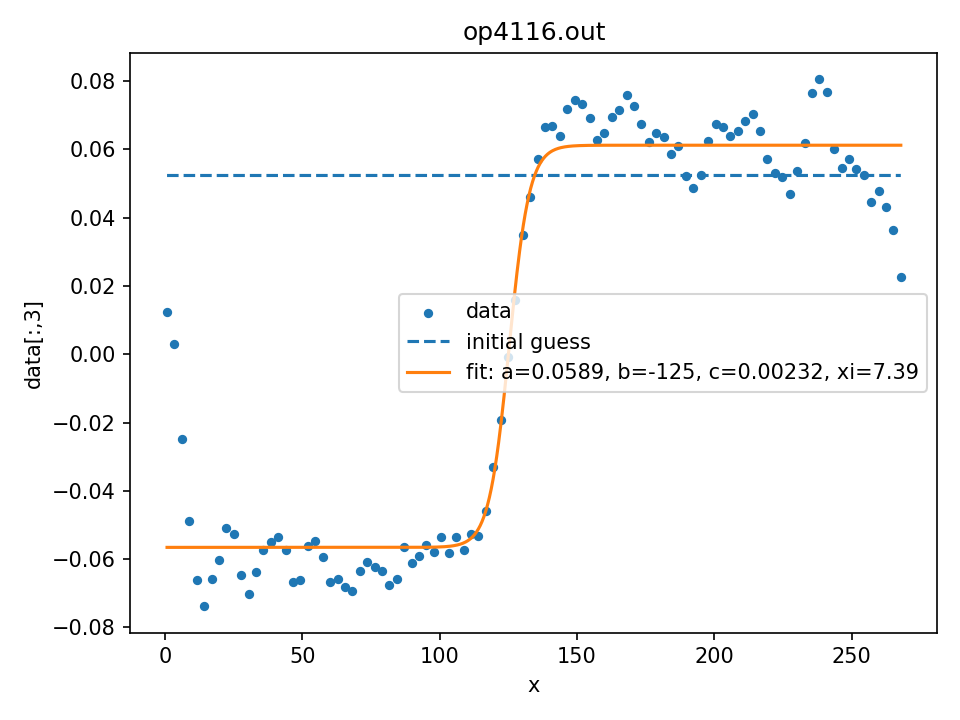 op4116.out
0.08
0.06
0.04
0.02
0.00
−0.02
−0.04
−0.06
−0.08
data[:,3]
data
initial guess
fit: a=0.0589, b=-125, c=0.00232, xi=7.39
0 50 100 150 200 250
x